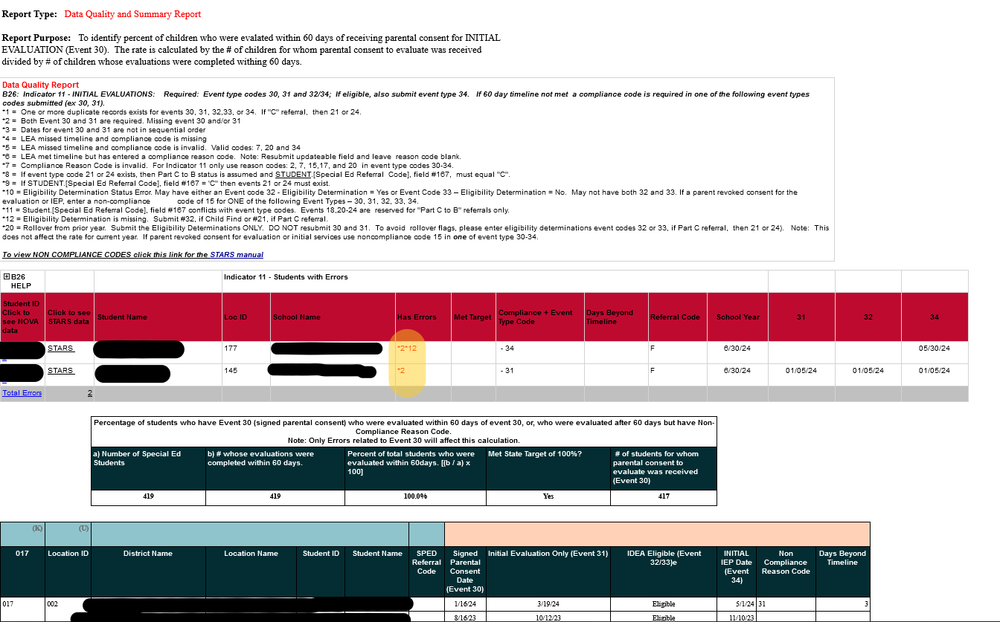 Report Type: Data Quality and Summary Report
Report Purpose: To identify percent of children who were evalated within 60 days of receiving parental consent for INITIAL
EVALUATION (Event 30). The rate is calculated by the # of children for whom parental consent to evaluate was received
divided by # of children whose evaluations were completed withing 60 days.
Data Quality Report
B26: Indicator 11 - INITIAL EVALUATIONS: Required: Event type codes 30, 31 and 32/34; If eligible, also submit event type 34. If 60 day timeline not met a compliance code is required in one of the following event types
codes submitted (ex 30, 31).
*1 = One or more duplicate records exists for events 30, 31, 32,33, or 34. If "C" referral, then 21 or 24.
*2 = Both Event 30 and 31 are required. Missing event 30 and/or 31
*3 = Dates for event 30 and 31 are not in sequential order
*4 = LEA missed timeline and compliance code is missing
*5 = LEA missed timeline and compliance code is invalid. Valid codes: 7, 20 and 34
*6 = LEA met timeline but has entered a compliance reason code. Note: Resubmit updateable field and leave reason code blank.
*7 = Compliance Reason Code is invalid. For Indicator 11 only use reason codes: 2, 7, 15,17, and 20 in event type codes 30-34.
*8 = If event type code 21 or 24 exists, then Part C to B status is assumed and STUDENT.[Special Ed Referral Code], field #167, must equal "C".
*9 = If STUDENT.[Special Ed Referral Code], field #167 = 'C" then events 21 or 24 must exist.
*10 = Eligibility Determination Status Error. May have either an Event code 32 - Eligibility Determination = Yes or Event Code 33 – Eligibility Determination = No. May not have both 32 and 33. If a parent revoked consent for the
evaluation or IEP, enter a non-compliance code of 15 for ONE of the following Event Types – 30, 31, 32, 33, 34.
*11 = Student.[Special Ed Referral Code], field #167 conflicts with event type codes. Events 18,20-24 are reserved for "Part C to B" referrals only.
*12 = Elligibility Determination is missing. Submit #32, if Child Find or #21, if Part C referral.
*20 = Rollover from prior year. Submit the Eligibility Determinations ONLY. DO NOT resubmit 30 and 31. To avoid rollover flags, please enter eligibility determinations event codes 32 or 33, if Part C referral, then 21 or 24). Note: This
does not affect the rate for current year. If parent revoked consent for evaluation or initial services use noncompliance code 15 in one of event type 30-34.
To view NON COMPLIANCE CODES click this link for the STARS manual
B26 HELP Indicator 11 - Students with Errors
Student ID Click to see NOVA data Click to see STARS data Student Name Loc ID School Name Has Errors Met Target Compliance + Event Type Code Days Beyond Timeline Referral Code School Year 31 32 34
STARS 177 *2*12 - 34 F 6/30/24 05/30/24
STARS 145 *2 - 31 F 6/30/24 01/05/24 01/05/24 01/05/24
Total Errors 2
Percentage of students who have Event 30 (signed parental consent) who were evaluated within 60 days of event 30, or, who were evaluated after 60 days but have Non-
Compliance Reason Code.
Note: Only Errors related to Event 30 will affect this calculation.
a) Number of Special Ed Students b) # whose evaluations were completed within 60 days. Percent of total students who were evaluated within 60days. [(b / a) x 100] Met State Target of 100%? # of students for whom parental consent to evaluate was received (Event 30)
419 419 100.0% Yes 417
(K) (U)
017 Location ID District Name Location Name Student ID Student Name SPED Referral Code Signed Parental Consent Date (Event 30) Initial Evaluation Only (Event 31) IDEA Eligible (Event 32/33)e INITIAL IEP Date (Event 34) Non Compliance Reason Code Days Beyond Timeline
017 002 1/16/24 3/19/24 Eligible 5/1/24 31 3
8/16/23 10/12/23 Eligible 11/10/23